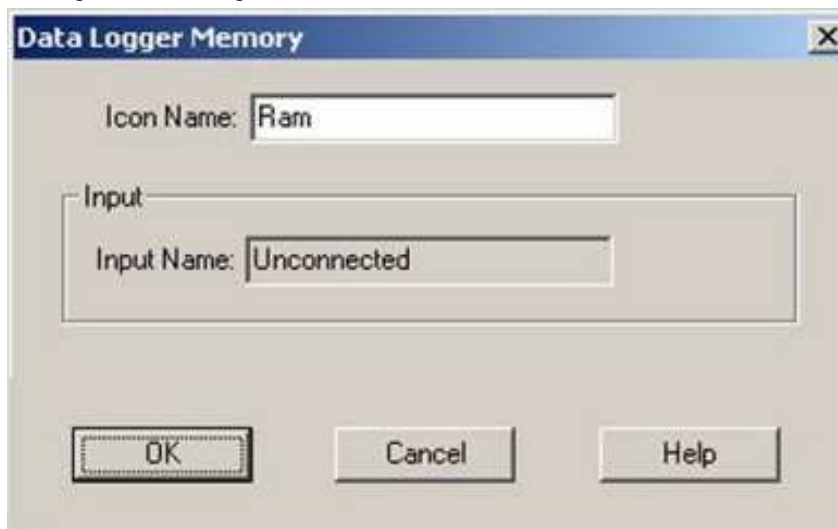 Data Logger Memory
Icon Name: Ram
Input
Input Name: Unconnected
OK Cancel Help